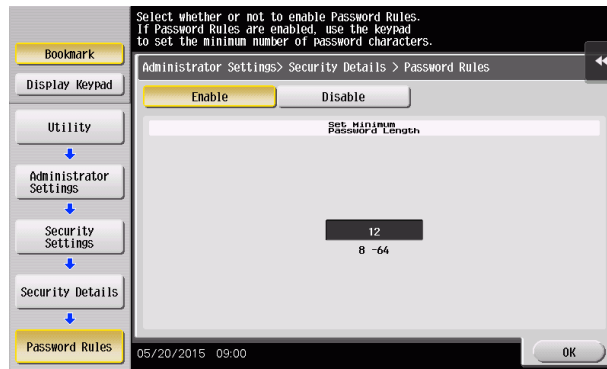 Select whether or not to enable Password Rules.
If Password Rules are enabled, use the keypad
to set the minimum number of password characters.
Bookmark
Display Keypad
Utility
Administrator
Settings
Security
Settings
Security Details
Password Rules
Administrator Settings> Security Details > Password Rules
Enable
Disable
Set Minimum
Password Length
12
8 -64
05/20/2015 09:00
OK